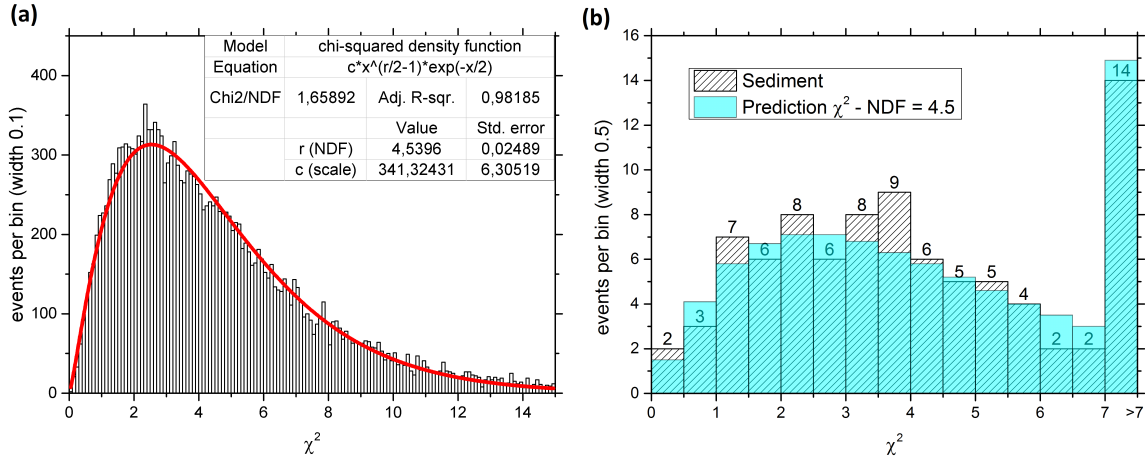 (a)
events per bin (width 0.1)
400
300
200
100
0
Model chi-squared density function
Equation c*x^(r/2-1)*exp(-x/2)
Chi2/NDF 1,65892 Adj. R-sqr. 0,98185
Value Std. error
r (NDF) 4,5396 0,02489
c (scale) 341,32431 6,30519
0 2 4 6 8 10 12 14
χ²
(b)
events per bin (width 0.5)
16
14
12
10
8
6
4
2
0
Sediment
Prediction χ² - NDF = 4.5
2 3 7 6 8 6 8 9 6 5 5 4 2 2 14
0 1 2 3 4 5 6 7 >7
χ²